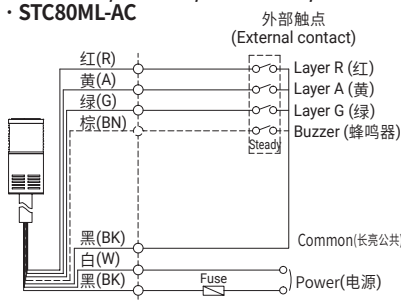 · STC80ML-AC
外部触点
(External contact)
红(R)
黄(A)
绿(G)
棕(BN)
Layer R (红)
Layer A (黄)
Layer G (绿)
Buzzer (蜂鸣器)
Steady
黑(BK)
白(W)
黑(BK)
Common(长亮公共
Fuse
Power(电源)